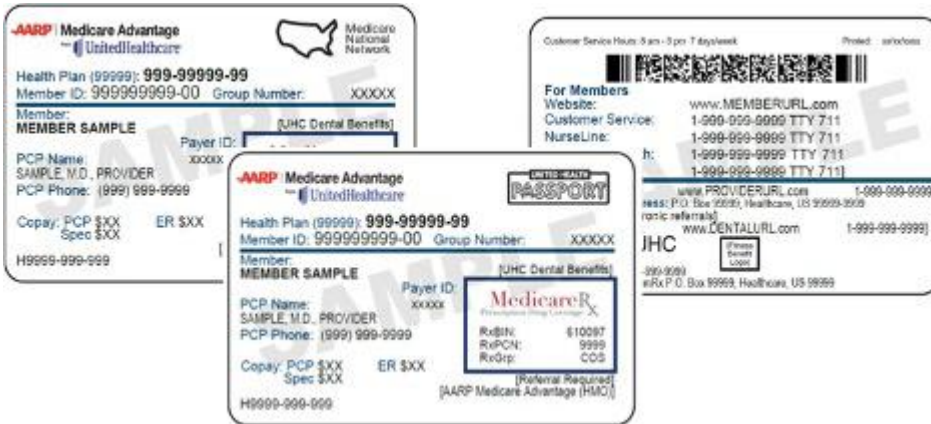 AARP Medicare Advantage
from UnitedHealthcare
Medicare
National
Network
Health Plan (99999): 999-99999-99
Member ID: 999999999-00 Group Number: XXXXX
Member:
MEMBER SAMPLE
[UHC Dental Benefits]
Payer ID:
xxxxx
PCP Name:
SAMPLE, M.D., PROVIDER
PCP Phone: (999) 999-9999
Copay: PCP $XX ER $XX
Spec $XX
H9999-999-999
SAMPLE
AARP Medicare Advantage
from UnitedHealthcare
UNITED HEALTH
PASSPORT
Health Plan (99999): 999-99999-99
Member ID: 999999999-00 Group Number: XXXXX
Member:
MEMBER SAMPLE
[UHC Dental Benefits]
Payer ID:
xxxxx
PCP Name:
SAMPLE, M.D., PROVIDER
PCP Phone: (999) 999-9999
MedicareRx
Prescription Drug Coverage
RxBIN: 610097
RxPCN: 9999
RxGrp: COS
Copay: PCP $XX ER $XX
Spec $XX
[Referral Required]
[AARP Medicare Advantage (HMO)]
H9999-999-999
SAMPLE
Customer Service Hours: 8 am - 8 pm 7 days/week Printed:
For Members
Website: www.MEMBERURL.com
Customer Service: 1-999-999-9999 TTY 711
NurseLine: 1-999-999-9999 TTY 711
h: 1-999-999-9999 TTY 711
1-999-999-9999 TTY 711]
www.PROVIDERURL.com 1-999-999-9999
ress: P.O. Box 99999, Healthcare, US 99999-9999
ronic referrals]
www.DENTALURL.com 1-999-999-9999]
UHC
Fitness
Benefit
Logo
-999-9999
mRx P.O. Box 99999, Healthcare, US 99999